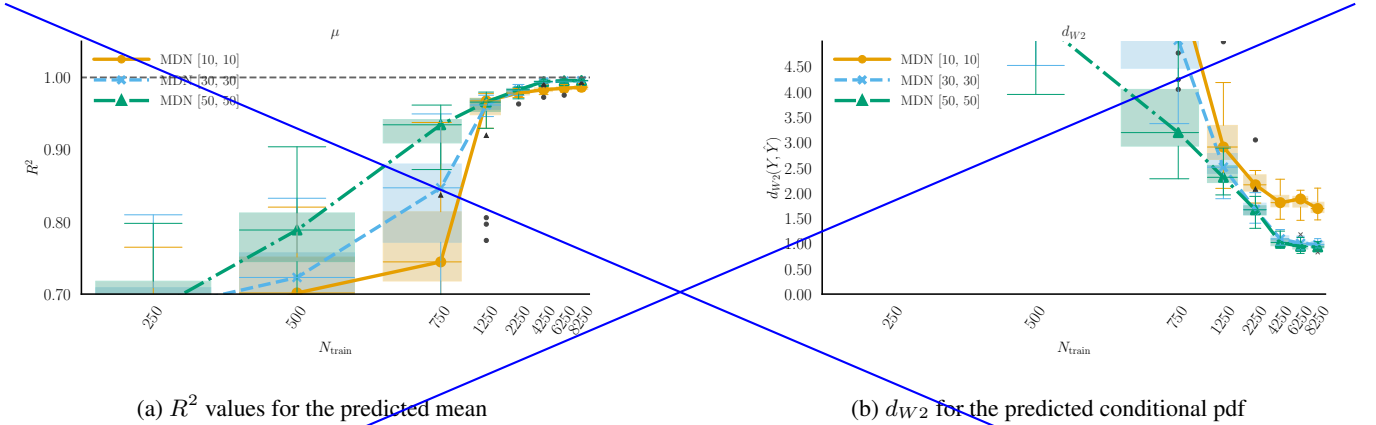 μ
MDN [10, 10]
MDN [30, 30]
MDN [50, 50]
1.00
0.90
0.80
0.70
R²
250
500
750
1250
2250
4250
6250
8250
N_train
(a) R² values for the predicted mean
d_W2
MDN [10, 10]
MDN [30, 30]
MDN [50, 50]
4.50
4.00
3.50
3.00
2.50
2.00
1.50
1.00
0.50
0.00
d_W2(Y, Ŷ)
250
500
750
1250
2250
4250
6250
8250
N_train
(b) d_W2 for the predicted conditional pdf